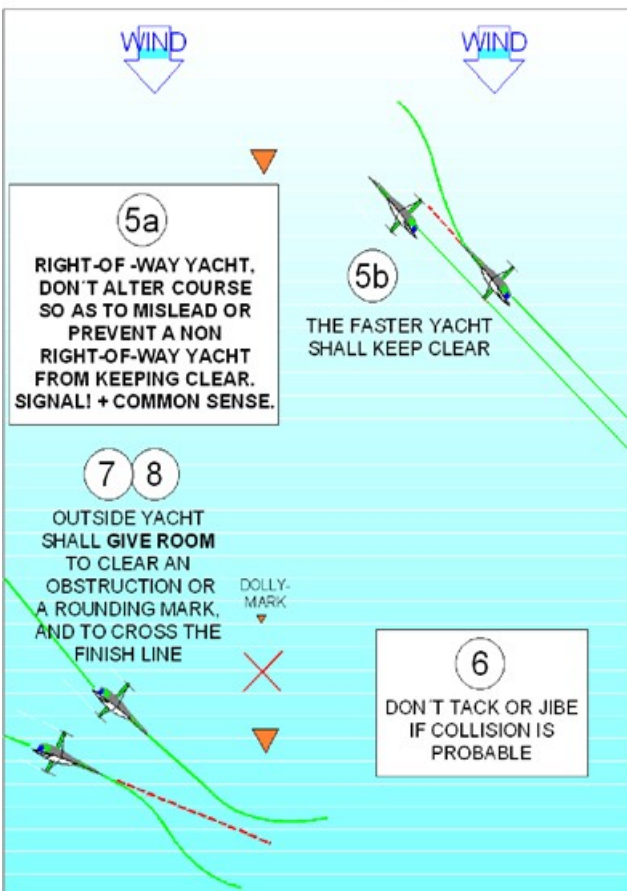 WIND
WIND
5a
RIGHT-OF -WAY YACHT,
DON´T ALTER COURSE
SO AS TO MISLEAD OR
PREVENT A NON
RIGHT-OF-WAY YACHT
FROM KEEPING CLEAR.
SIGNAL! + COMMON SENSE.
5b
THE FASTER YACHT
SHALL KEEP CLEAR
7 8
OUTSIDE YACHT
SHALL GIVE ROOM
TO CLEAR AN
OBSTRUCTION OR
A ROUNDING MARK,
AND TO CROSS THE
FINISH LINE
DOLLY-
MARK
6
DON´T TACK OR JIBE
IF COLLISION IS
PROBABLE